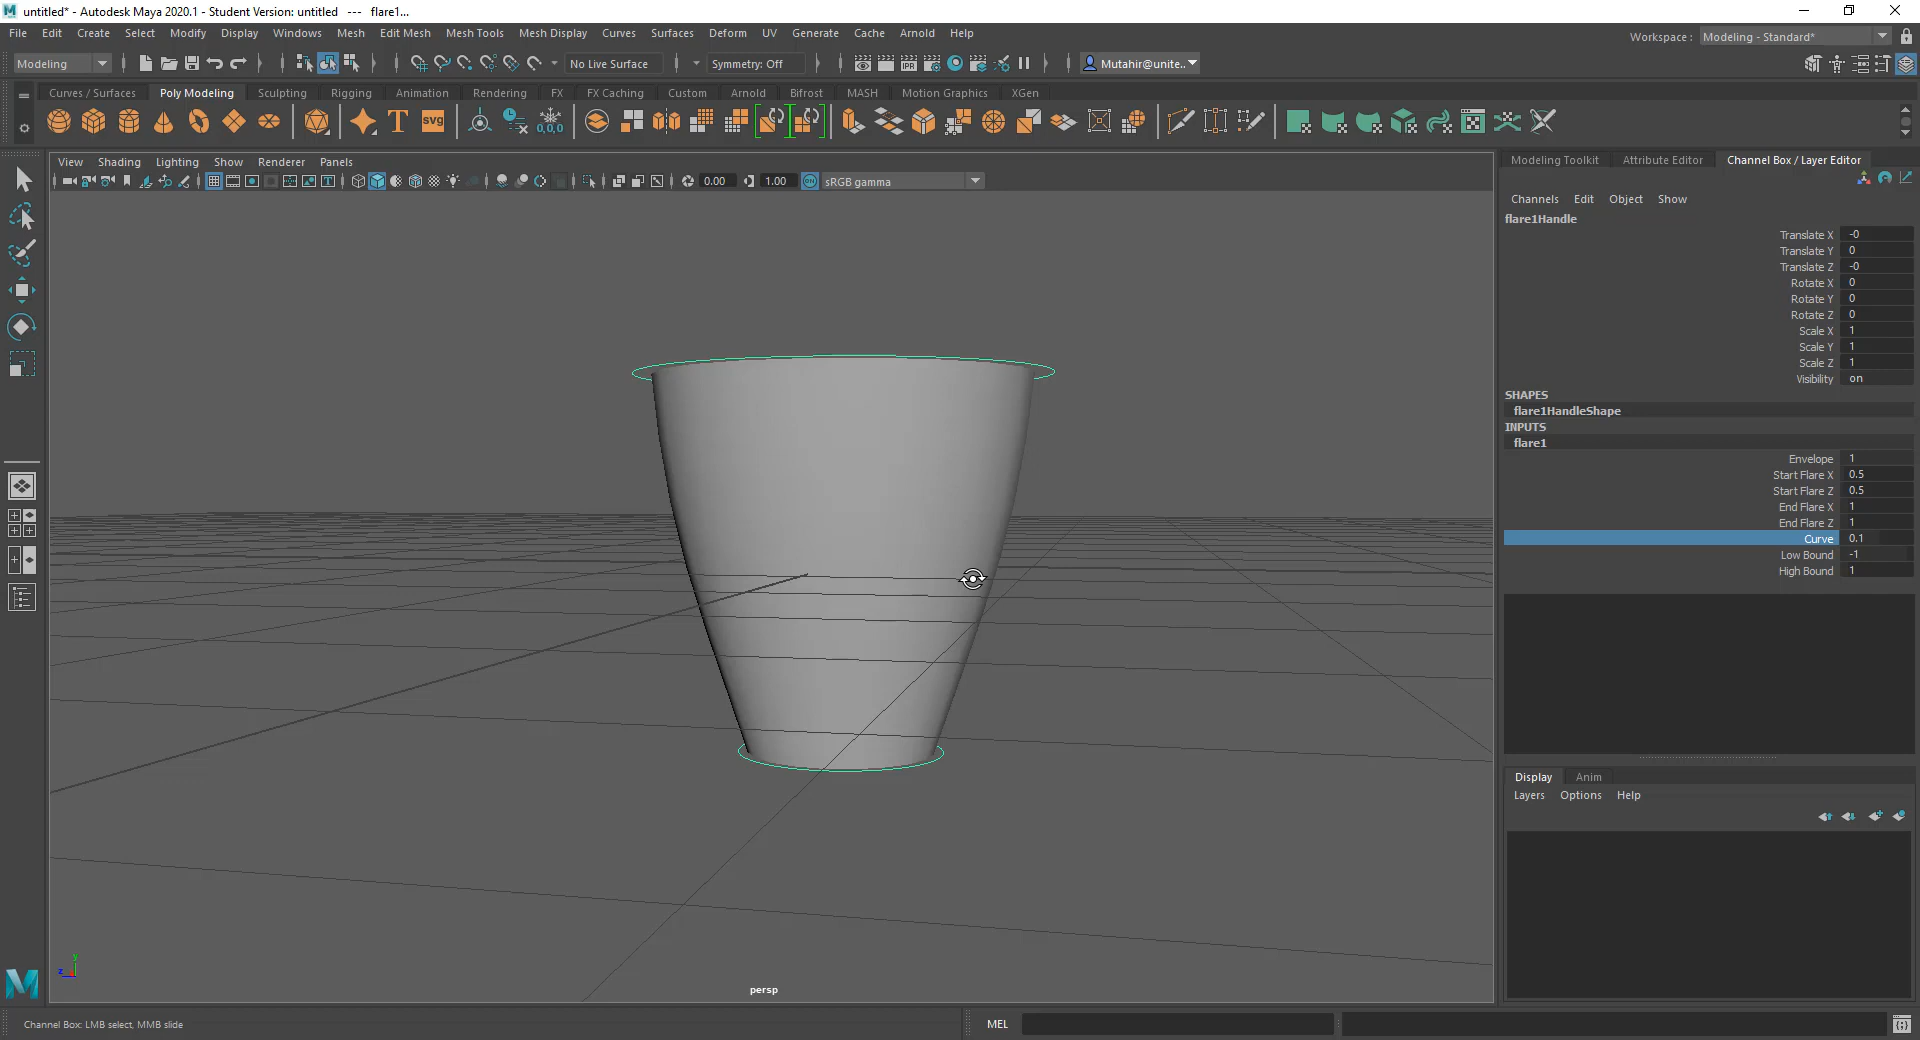 untitled* - Autodesk Maya 2020.1 - Student Version: untitled --- flare1...
File Edit Create Select Modify Display Windows Mesh Edit Mesh Mesh Tools Mesh Display Curves Surfaces Deform UV Generate Cache Arnold Help
Workspace : Modeling - Standard*
Modeling No Live Surface Symmetry: Off Mutahir@unite..
Curves / Surfaces Poly Modeling Sculpting Rigging Animation Rendering FX FX Caching Custom Arnold Bifrost MASH Motion Graphics XGen
T svg 0,0,0
View Shading Lighting Show Renderer Panels
0.00 1.00 sRGB gamma
Modeling Toolkit Attribute Editor Channel Box / Layer Editor
Channels Edit Object Show
flare1Handle
Translate X -0
Translate Y 0
Translate Z -0
Rotate X 0
Rotate Y 0
Rotate Z 0
Scale X 1
Scale Y 1
Scale Z 1
Visibility on
SHAPES
flare1HandleShape
INPUTS
flare1
Envelope 1
Start Flare X 0.5
Start Flare Z 0.5
End Flare X 1
End Flare Z 1
Curve 0.1
Low Bound -1
High Bound 1
Display Anim
Layers Options Help
y
z
persp
Channel Box: LMB select, MMB slide
MEL